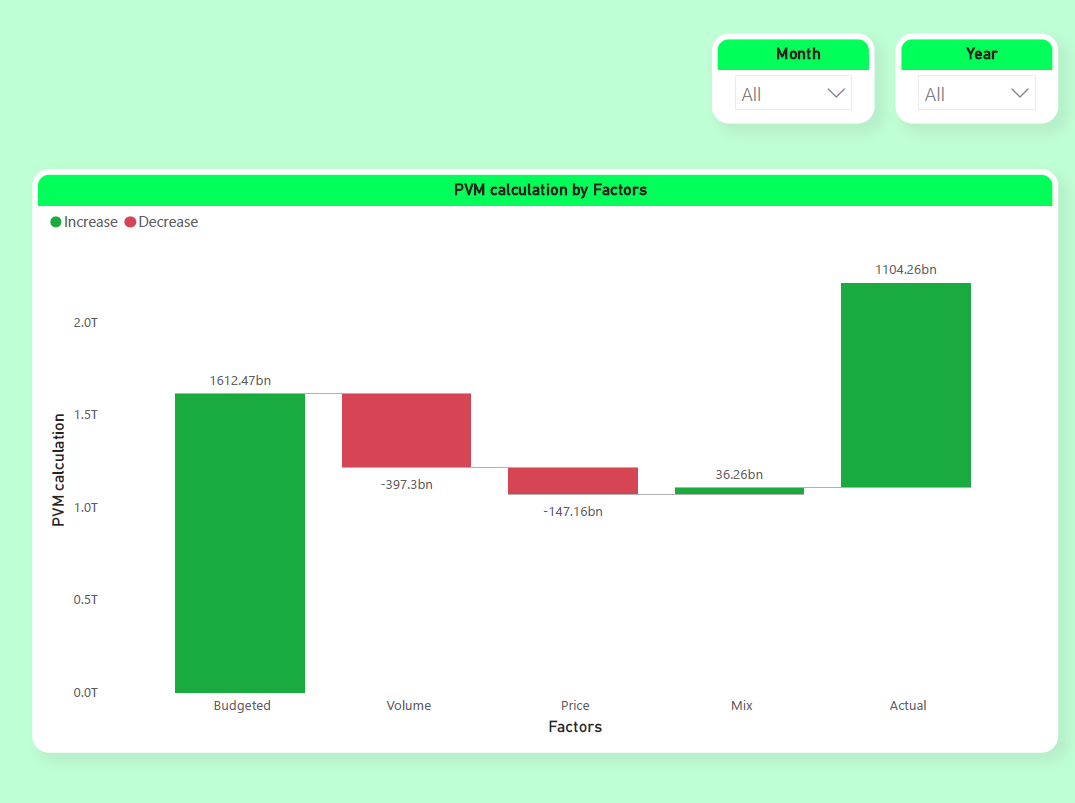 Month
Year
All
All
PVM calculation by Factors
Increase Decrease
1104.26bn
2.0T
1612.47bn
1.5T
PVM calculation
36.26bn
-397.3bn
1.0T
-147.16bn
0.5T
0.0T
Budgeted Volume Price Mix Actual
Factors